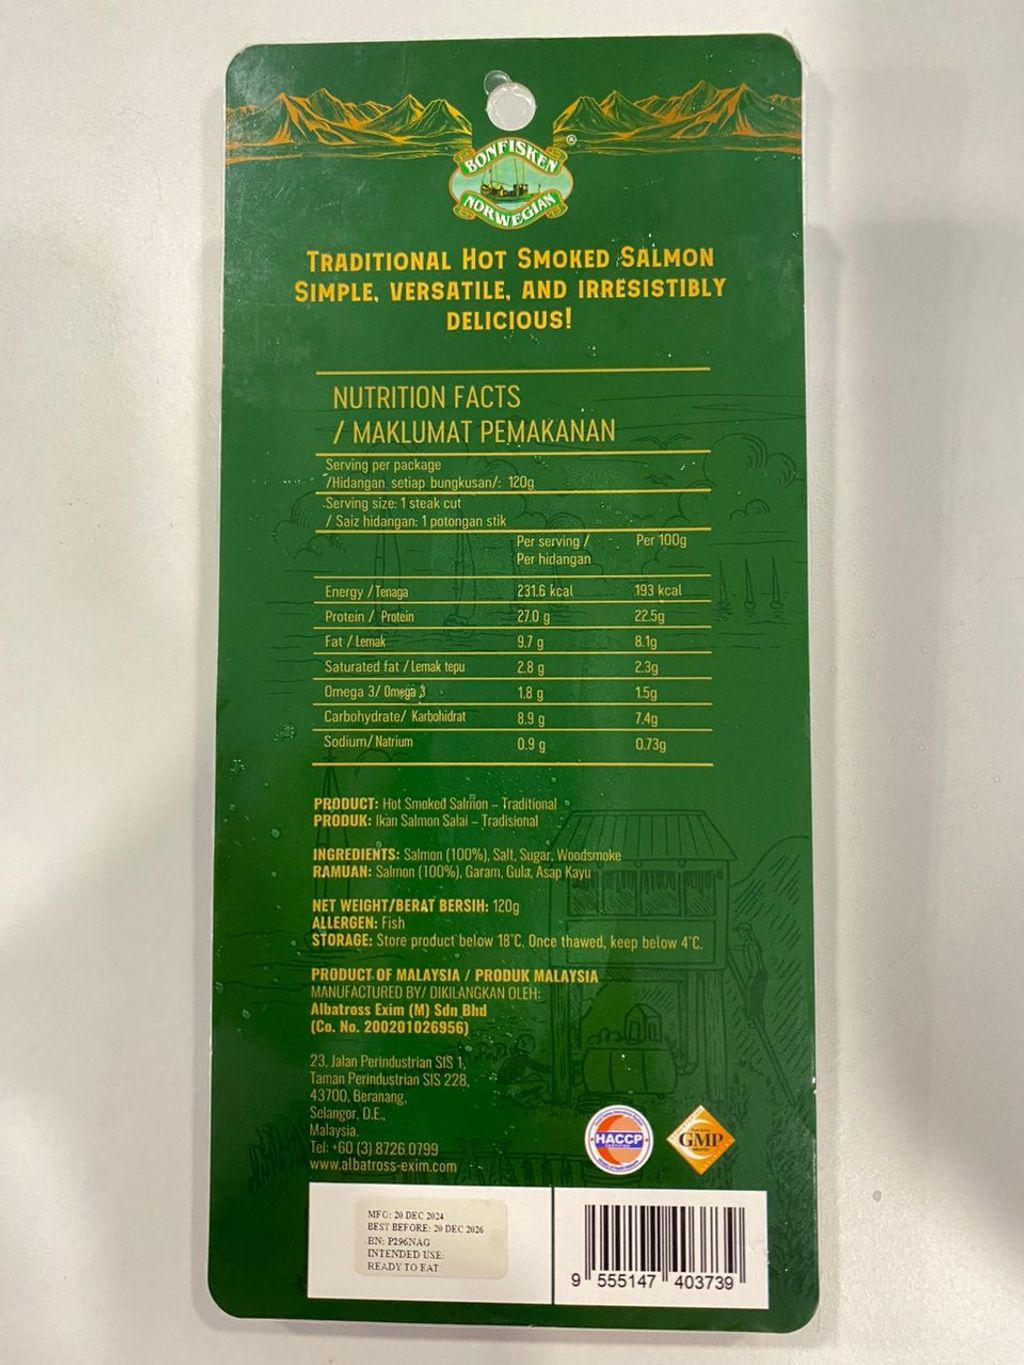 BONFISKEN ®
NORWEGIAN
TRADITIONAL HOT SMOKED SALMON
SIMPLE, VERSATILE, AND IRRESISTIBLY
DELICIOUS!
NUTRITION FACTS
/ MAKLUMAT PEMAKANAN
Serving per package
/Hidangan setiap bungkusan/: 120g
Serving size: 1 steak cut
/ Saiz hidangan: 1 potongan stik
Per serving / Per 100g
Per hidangan
Energy / Tenaga 231.6 kcal 193 kcal
Protein / Protein 27.0 g 22.5g
Fat / Lemak 9.7 g 8.1g
Saturated fat / Lemak tepu 2.8 g 2.3g
Omega 3/ Omega 3 1.8 g 1.5g
Carbohydrate/ Karbohidrat 8.9 g 7.4g
Sodium/ Natrium 0.9 g 0.73g
PRODUCT: Hot Smoked Salmon – Traditional
PRODUK: Ikan Salmon Salai – Tradisional
INGREDIENTS: Salmon (100%), Salt, Sugar, Woodsmoke
RAMUAN: Salmon (100%), Garam, Gula, Asap Kayu
NET WEIGHT/BERAT BERSIH: 120g
ALLERGEN: Fish
STORAGE: Store product below 18°C. Once thawed, keep below 4°C.
PRODUCT OF MALAYSIA / PRODUK MALAYSIA
MANUFACTURED BY/ DIKILANGKAN OLEH:
Albatross Exim (M) Sdn Bhd
(Co. No. 200201026956)
23, Jalan Perindustrian SIS 1,
Taman Perindustrian SIS 228,
43700, Beranang,
Selangor, D.E.,
Malaysia.
Tel: +60 (3) 8726 0799
www.albatross-exim.com
HACCP
GMP
MFG: 20 DEC 2024
BEST BEFORE: 20 DEC 2026
BN: P296NAG
INTENDED USE:
READY TO EAT
9 555147 403739